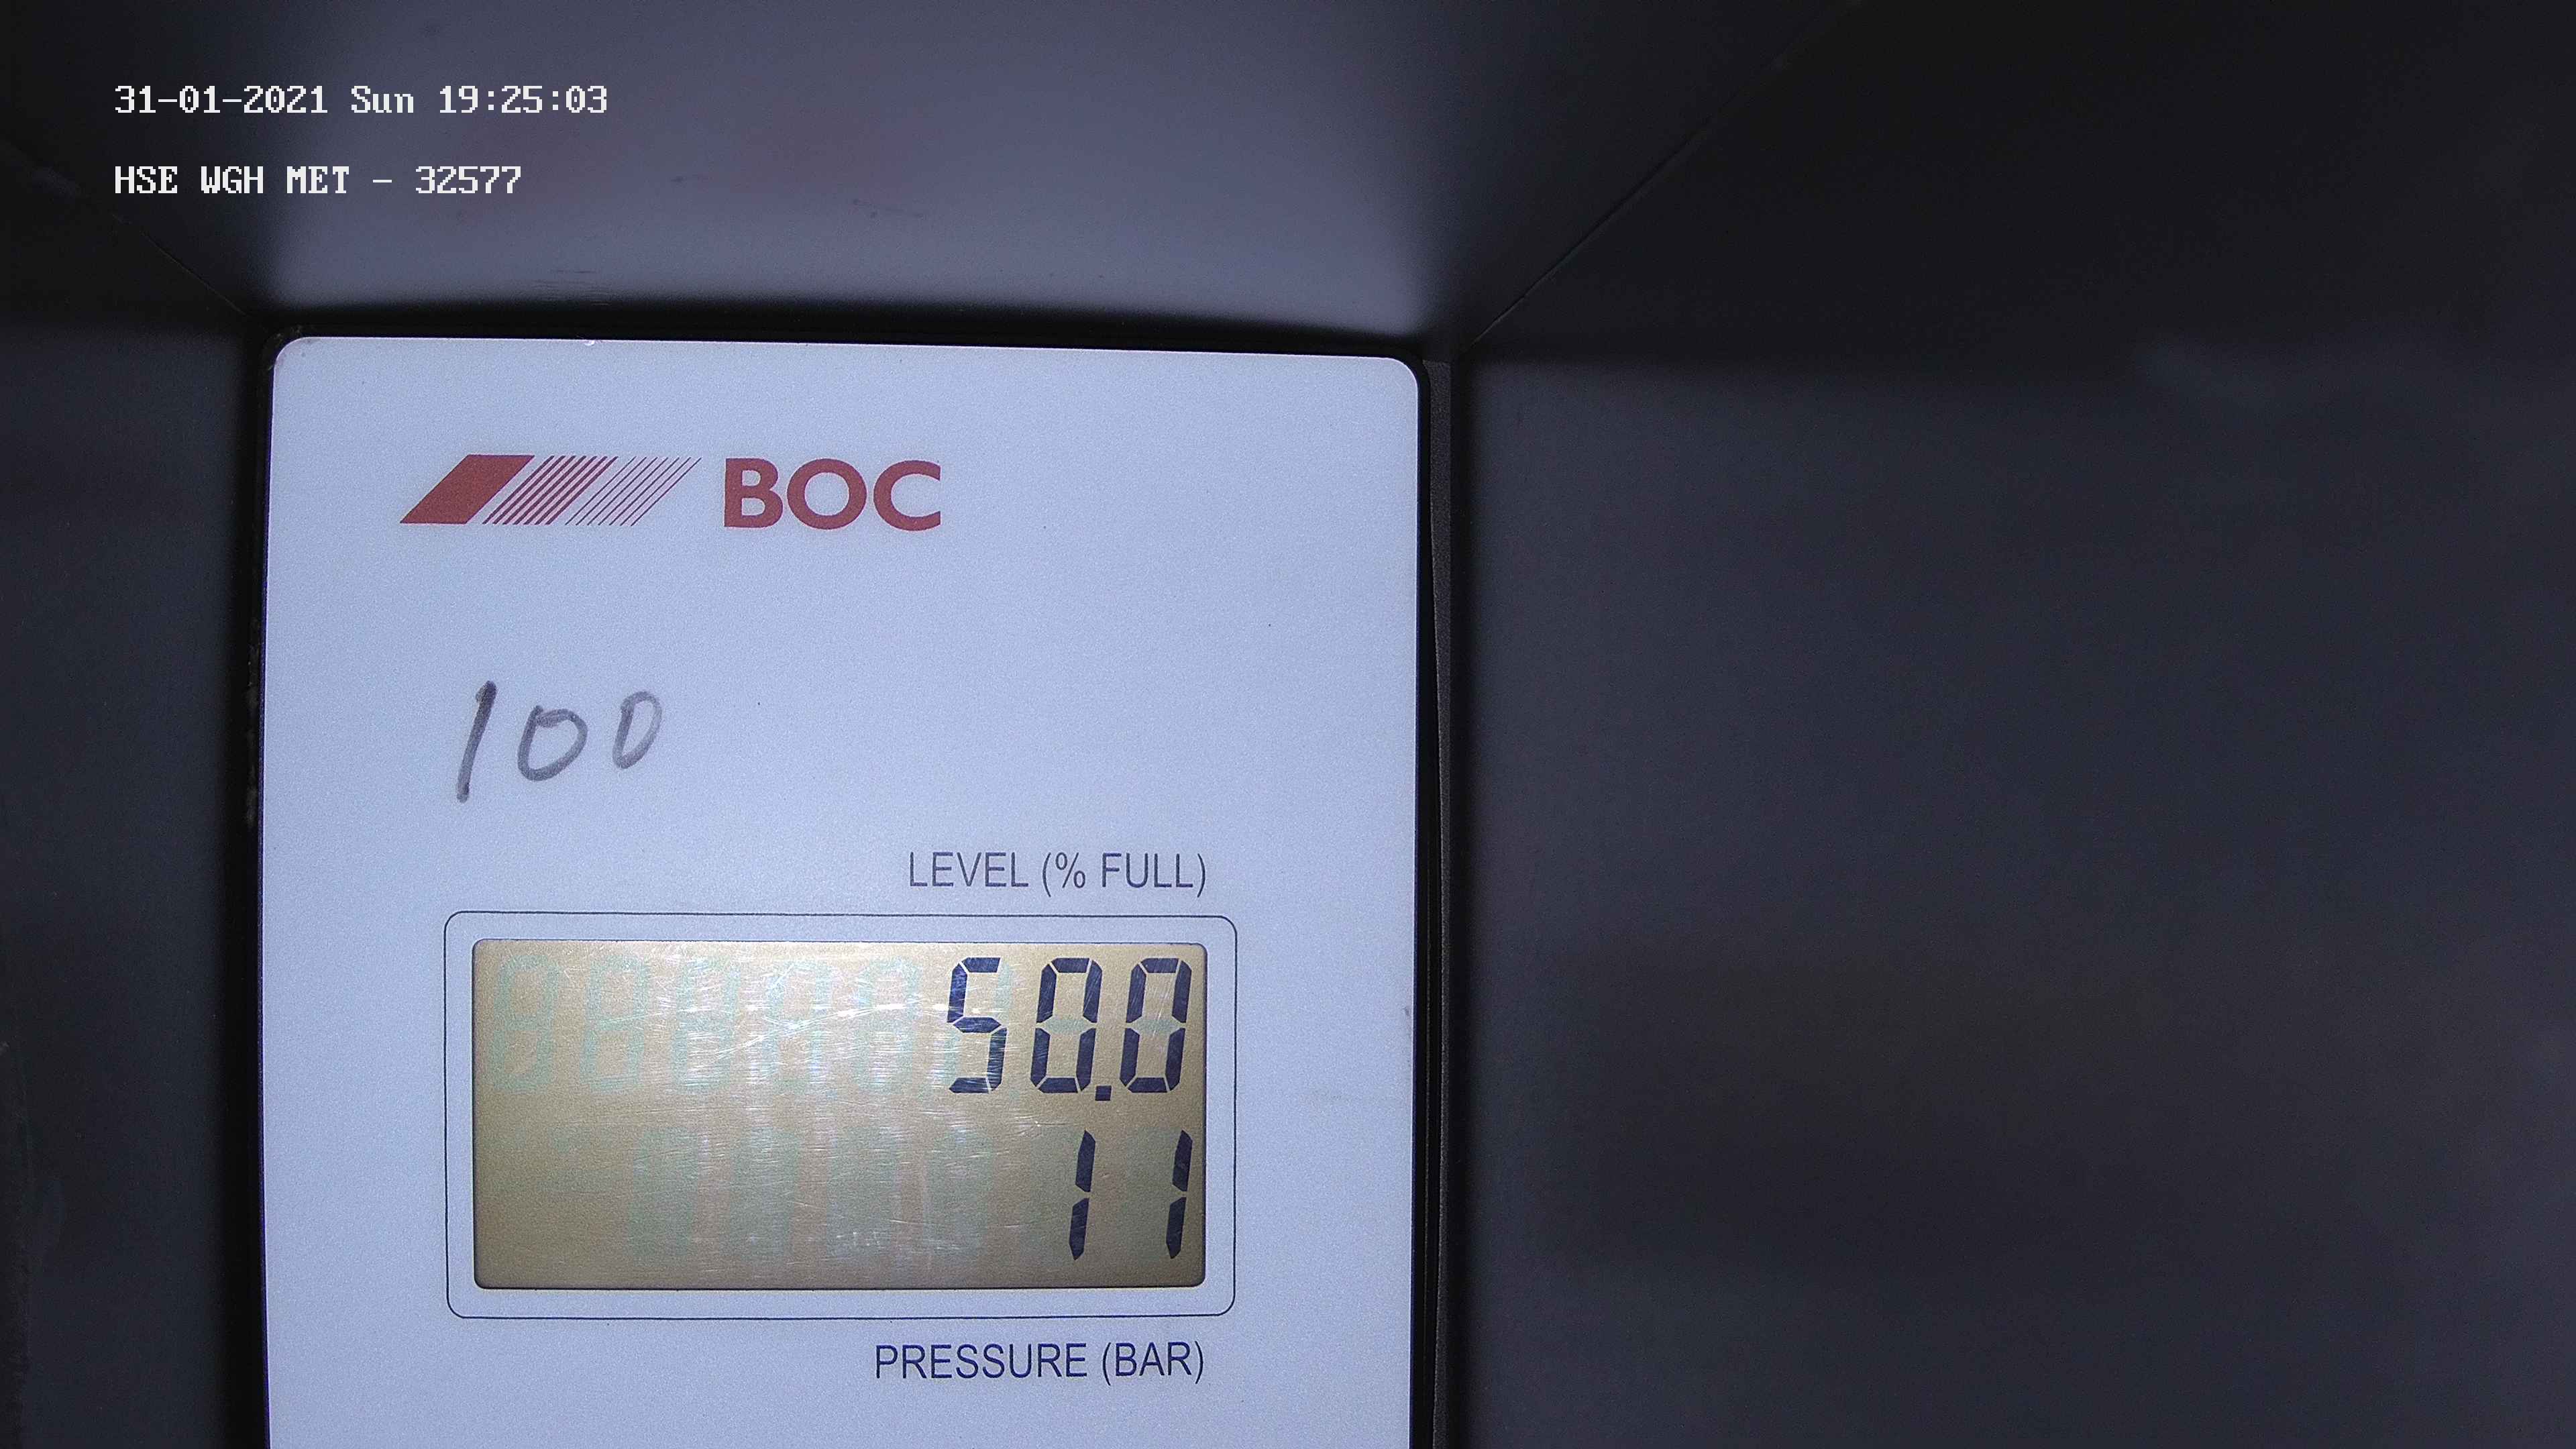 31-01-2021 Sun 19:25:03
HSE WGH MET - 32577
BOC
100
LEVEL (% FULL)
50.0
11
PRESSURE (BAR)